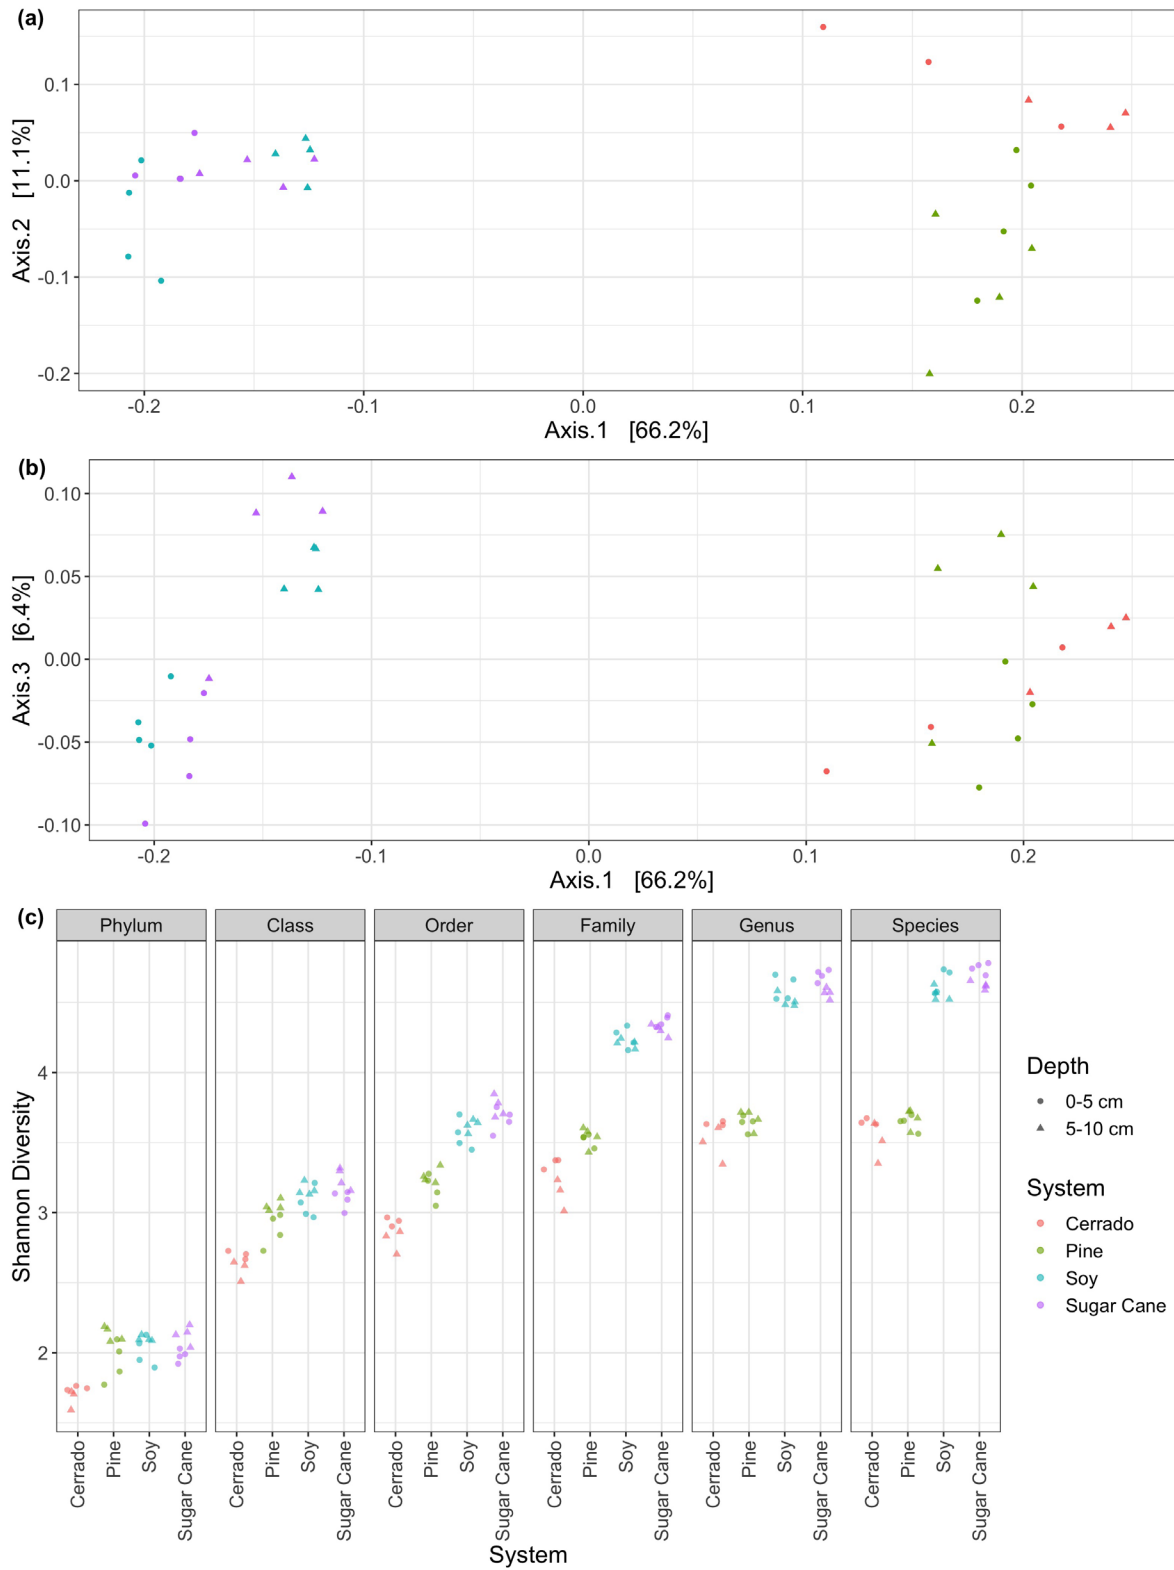 (a)
0.1
0.0
-0.1
-0.2
Axis.2 [11.1%]
-0.2 -0.1 0.0 0.1 0.2
Axis.1 [66.2%]
(b)
0.10
0.05
0.00
-0.05
-0.10
Axis.3 [6.4%]
-0.2 -0.1 0.0 0.1 0.2
Axis.1 [66.2%]
(c)
Phylum Class Order Family Genus Species
4
3
2
Shannon Diversity
Cerrado Pine Soy Sugar Cane Cerrado Pine Soy Sugar Cane Cerrado Pine Soy Sugar Cane Cerrado Pine Soy Sugar Cane Cerrado Pine Soy Sugar Cane Cerrado Pine Soy Sugar Cane
System
Depth
0-5 cm
5-10 cm
System
Cerrado
Pine
Soy
Sugar Cane